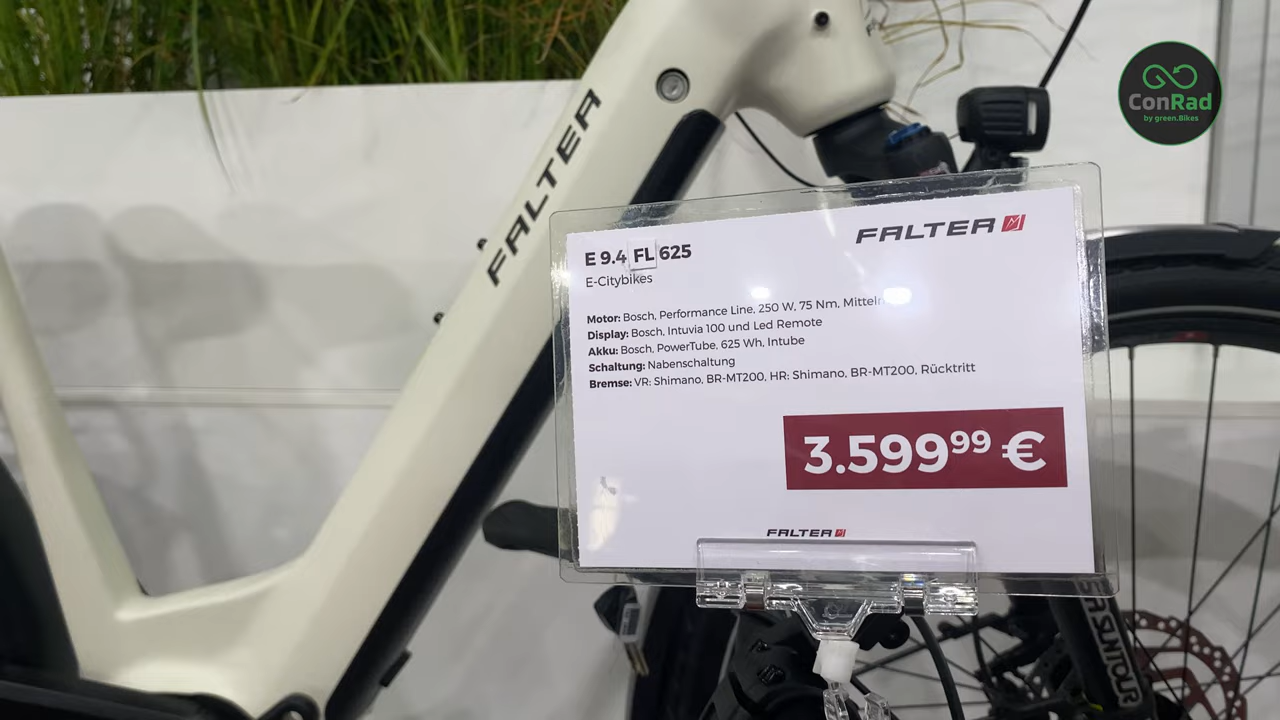 FALTER
ConRad
by green.Bikes
FALTER
E 9.4 FL 625
E-Citybikes
Motor: Bosch, Performance Line, 250 W, 75 Nm.
Display: Bosch, Intuvia 100 und Led Remote
Akku: Bosch, PowerTube, 625 Wh, Intube
Schaltung: Nabenschaltung
Bremse: VR: Shimano, BR-MT200, HR: Shimano, BR-MT200, Rücktritt
3.599⁹⁹ €
FALTER
SR SUNTOUR